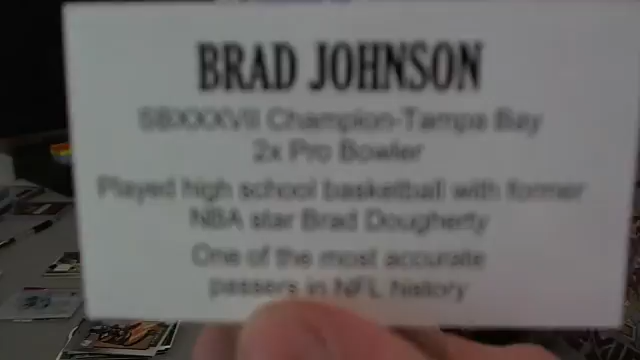 BRAD JOHNSON
SBXXXVII Champion-Tampa Bay
2x Pro Bowler
Played high school basketball with former
NBA star Brad Dougherty
One of the most accurate
passers in NFL history